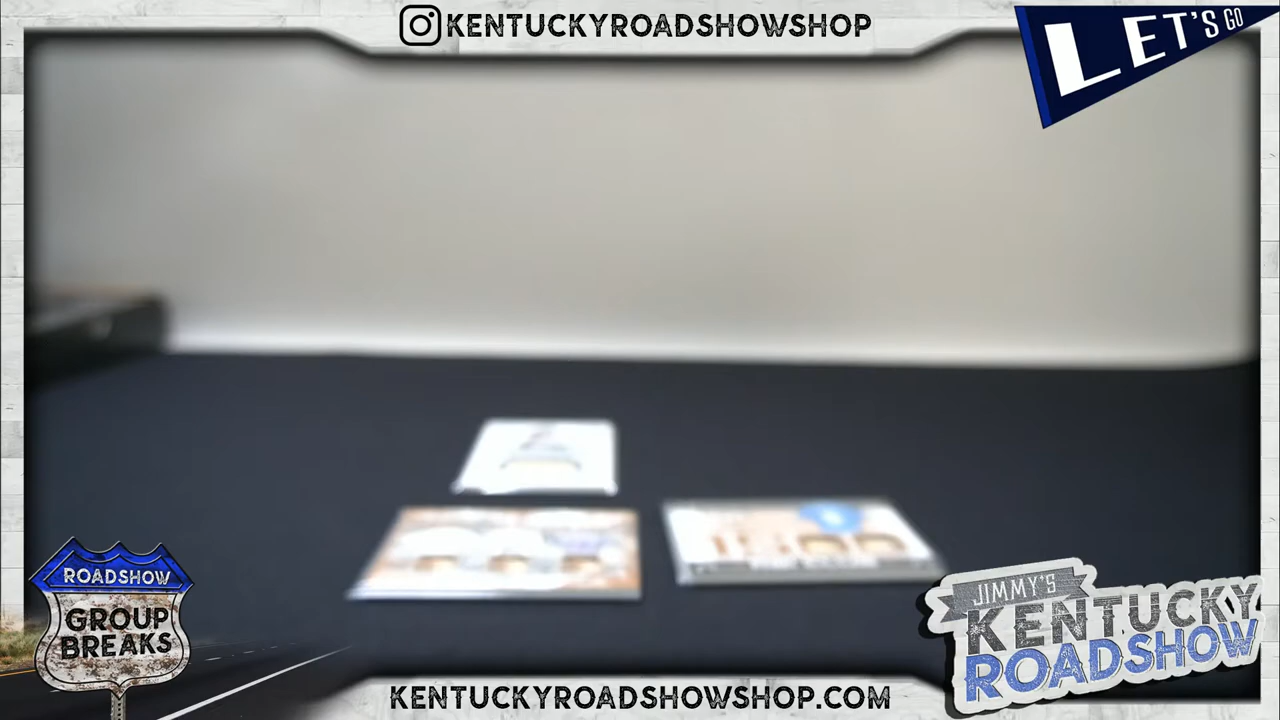 KENTUCKYROADSHOWSHOP
LET'S GO
ROADSHOW
GROUP
BREAKS
JIMMY'S
KENTUCKY
ROADSHOW
KENTUCKYROADSHOWSHOP.COM